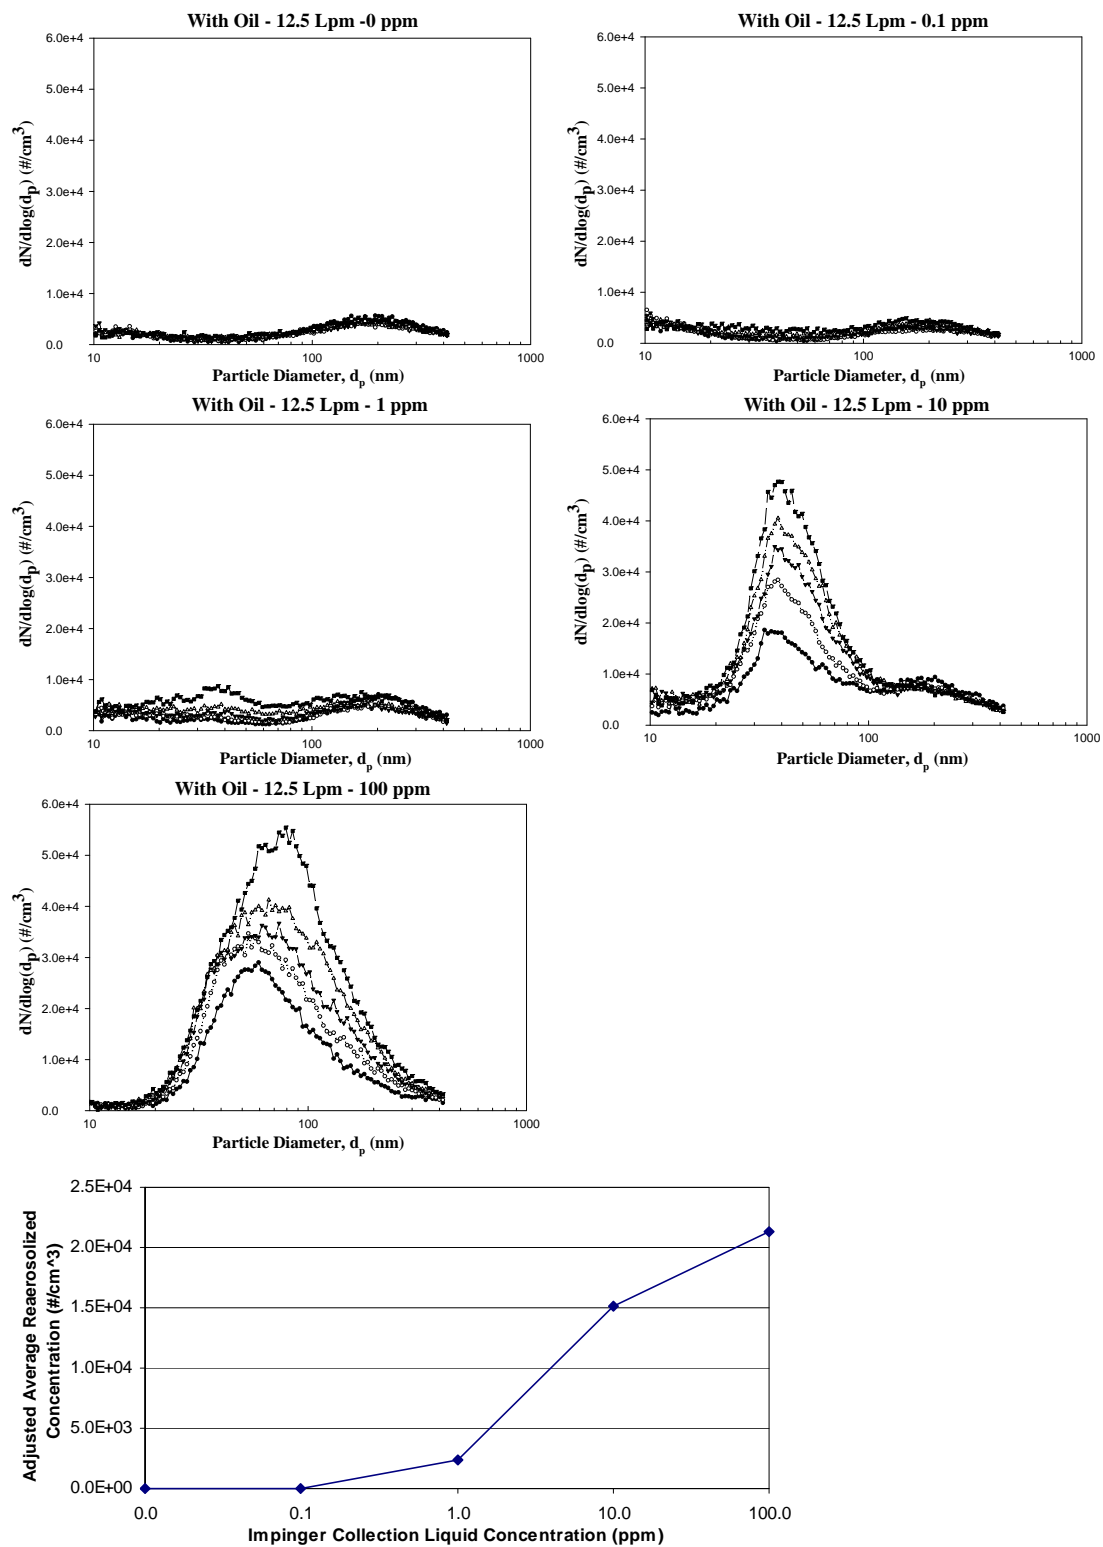 With Oil - 12.5 Lpm -0 ppm
6.0e+4
5.0e+4
4.0e+4
3.0e+4
2.0e+4
1.0e+4
0.0
dN/dlog(dp) (#/cm3)
10 100 1000
Particle Diameter, dp (nm)
With Oil - 12.5 Lpm - 0.1 ppm
6.0e+4
5.0e+4
4.0e+4
3.0e+4
2.0e+4
1.0e+4
0.0
dN/dlog(dp) (#/cm3)
10 100 1000
Particle Diameter, dp (nm)
With Oil - 12.5 Lpm - 1 ppm
6.0e+4
5.0e+4
4.0e+4
3.0e+4
2.0e+4
1.0e+4
0.0
dN/dlog(dp) (#/cm3)
10 100 1000
Particle Diameter, dp (nm)
With Oil - 12.5 Lpm - 10 ppm
6.0e+4
5.0e+4
4.0e+4
3.0e+4
2.0e+4
1.0e+4
0.0
dN/dlog(dp) (#/cm3)
10 100 1000
Particle Diameter, dp (nm)
With Oil - 12.5 Lpm - 100 ppm
6.0e+4
5.0e+4
4.0e+4
3.0e+4
2.0e+4
1.0e+4
0.0
dN/dlog(dp) (#/cm3)
10 100 1000
Particle Diameter, dp (nm)
2.5E+04
2.0E+04
1.5E+04
1.0E+04
5.0E+03
0.0E+00
Adjusted Average Reaerosolized
Concentration (#/cm^3)
0.0 0.1 1.0 10.0 100.0
Impinger Collection Liquid Concentration (ppm)